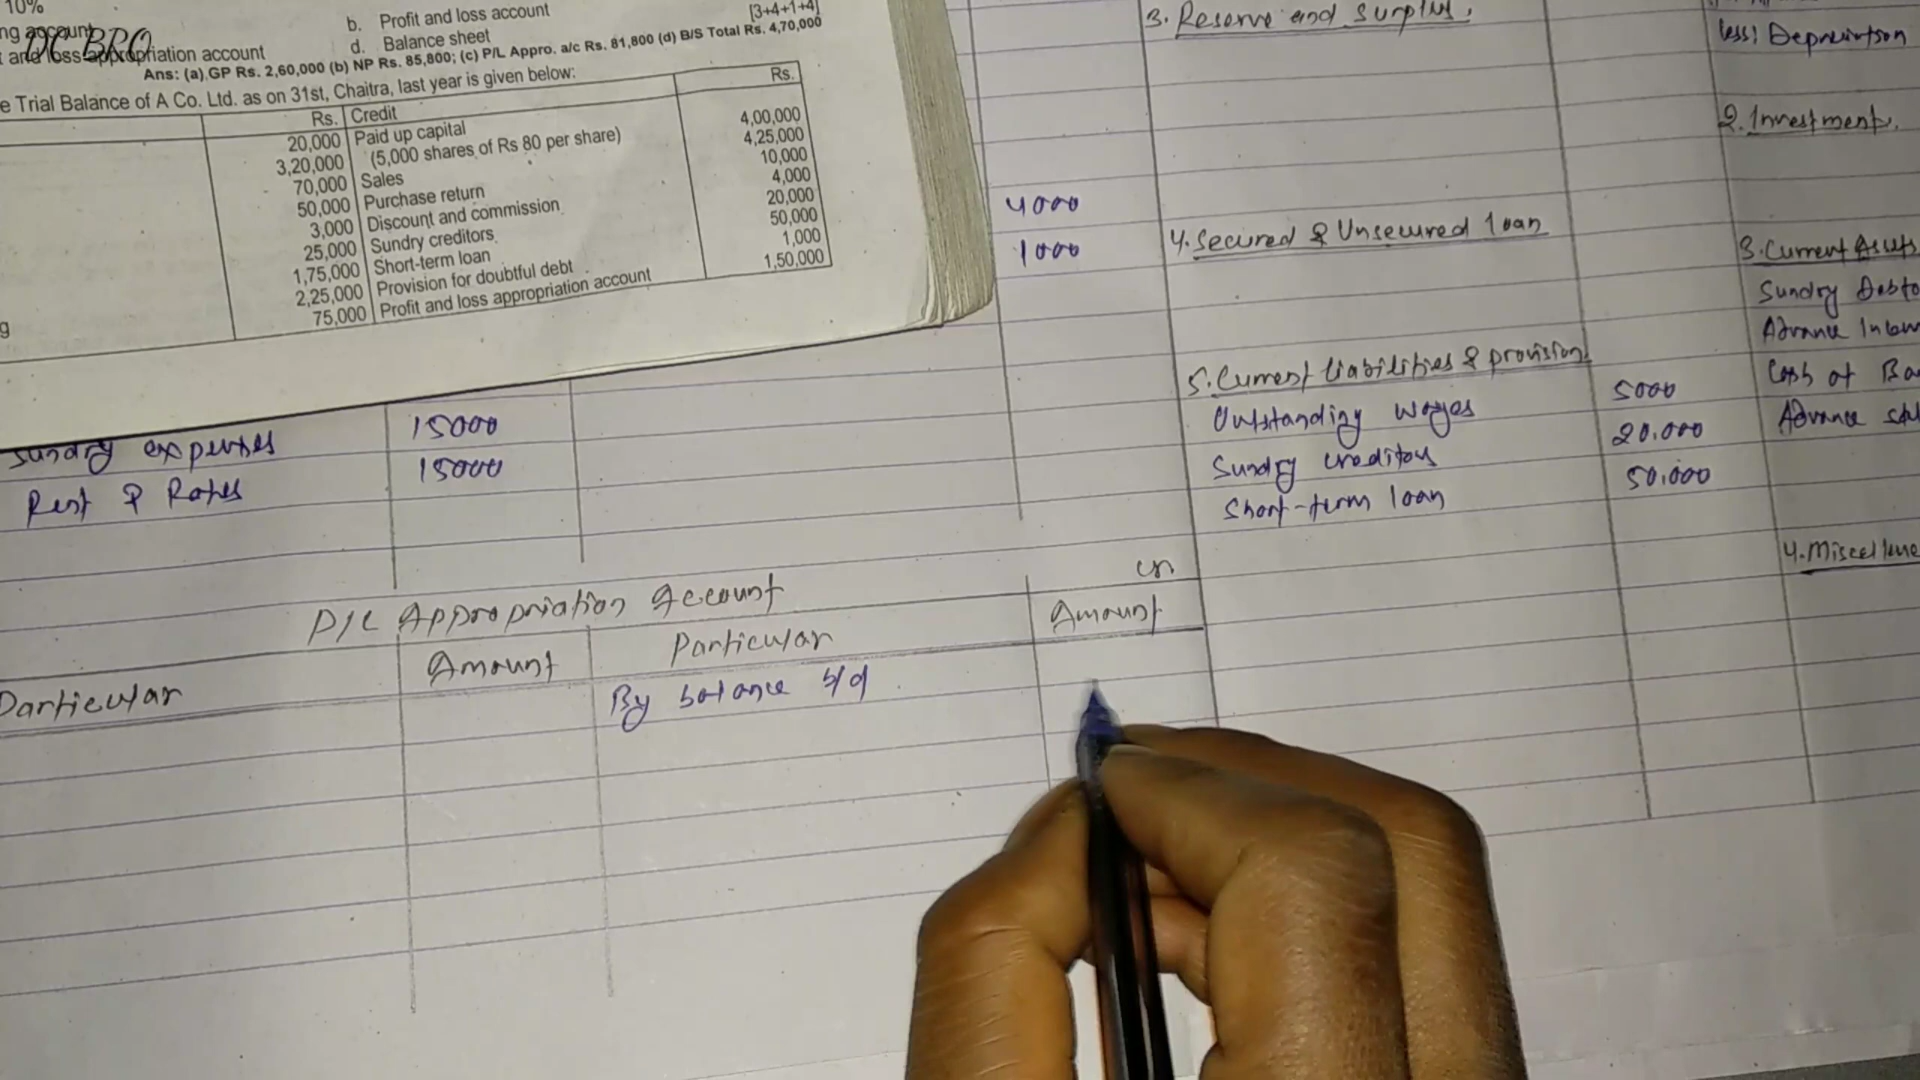 10%
ng account
DC BRO
b. Profit and loss account
t and loss appropriation account
d. Balance sheet
[3+4+1+4]
Ans: (a) GP Rs. 2,60,000 (b) NP Rs. 85,800; (c) P/L Appro. a/c Rs. 81,800 (d) B/S Total Rs. 4,70,000
e Trial Balance of A Co. Ltd. as on 31st, Chaitra, last year is given below:
Rs. Credit Rs.
20,000 Paid up capital
3,20,000 (5,000 shares of Rs 80 per share) 4,00,000
70,000 Sales 4,25,000
50,000 Purchase return 10,000
3,000 Discount and commission 4,000
25,000 Sundry creditors 20,000
1,75,000 Short-term loan 50,000
2,25,000 Provision for doubtful debt 1,000
75,000 Profit and loss appropriation account 1,50,000
g
4000
1000
Sundry expenses 15000
Rent & Rates 15000
P/L Appropriation Account
cr.
Particular Amount Particular Amount
By balance b/d
3. Reserve and surplus.
4. Secured & Unsecured loan
5. Current liabilities & provision.
Outstanding wages 5000
Sundry creditors 20.000
Short-term loan 50.000
less: Depreciation
2. Investment.
3. Current Assets
Sundry Debto
Advance
Cash at Ba
Advance
4. Miscellane